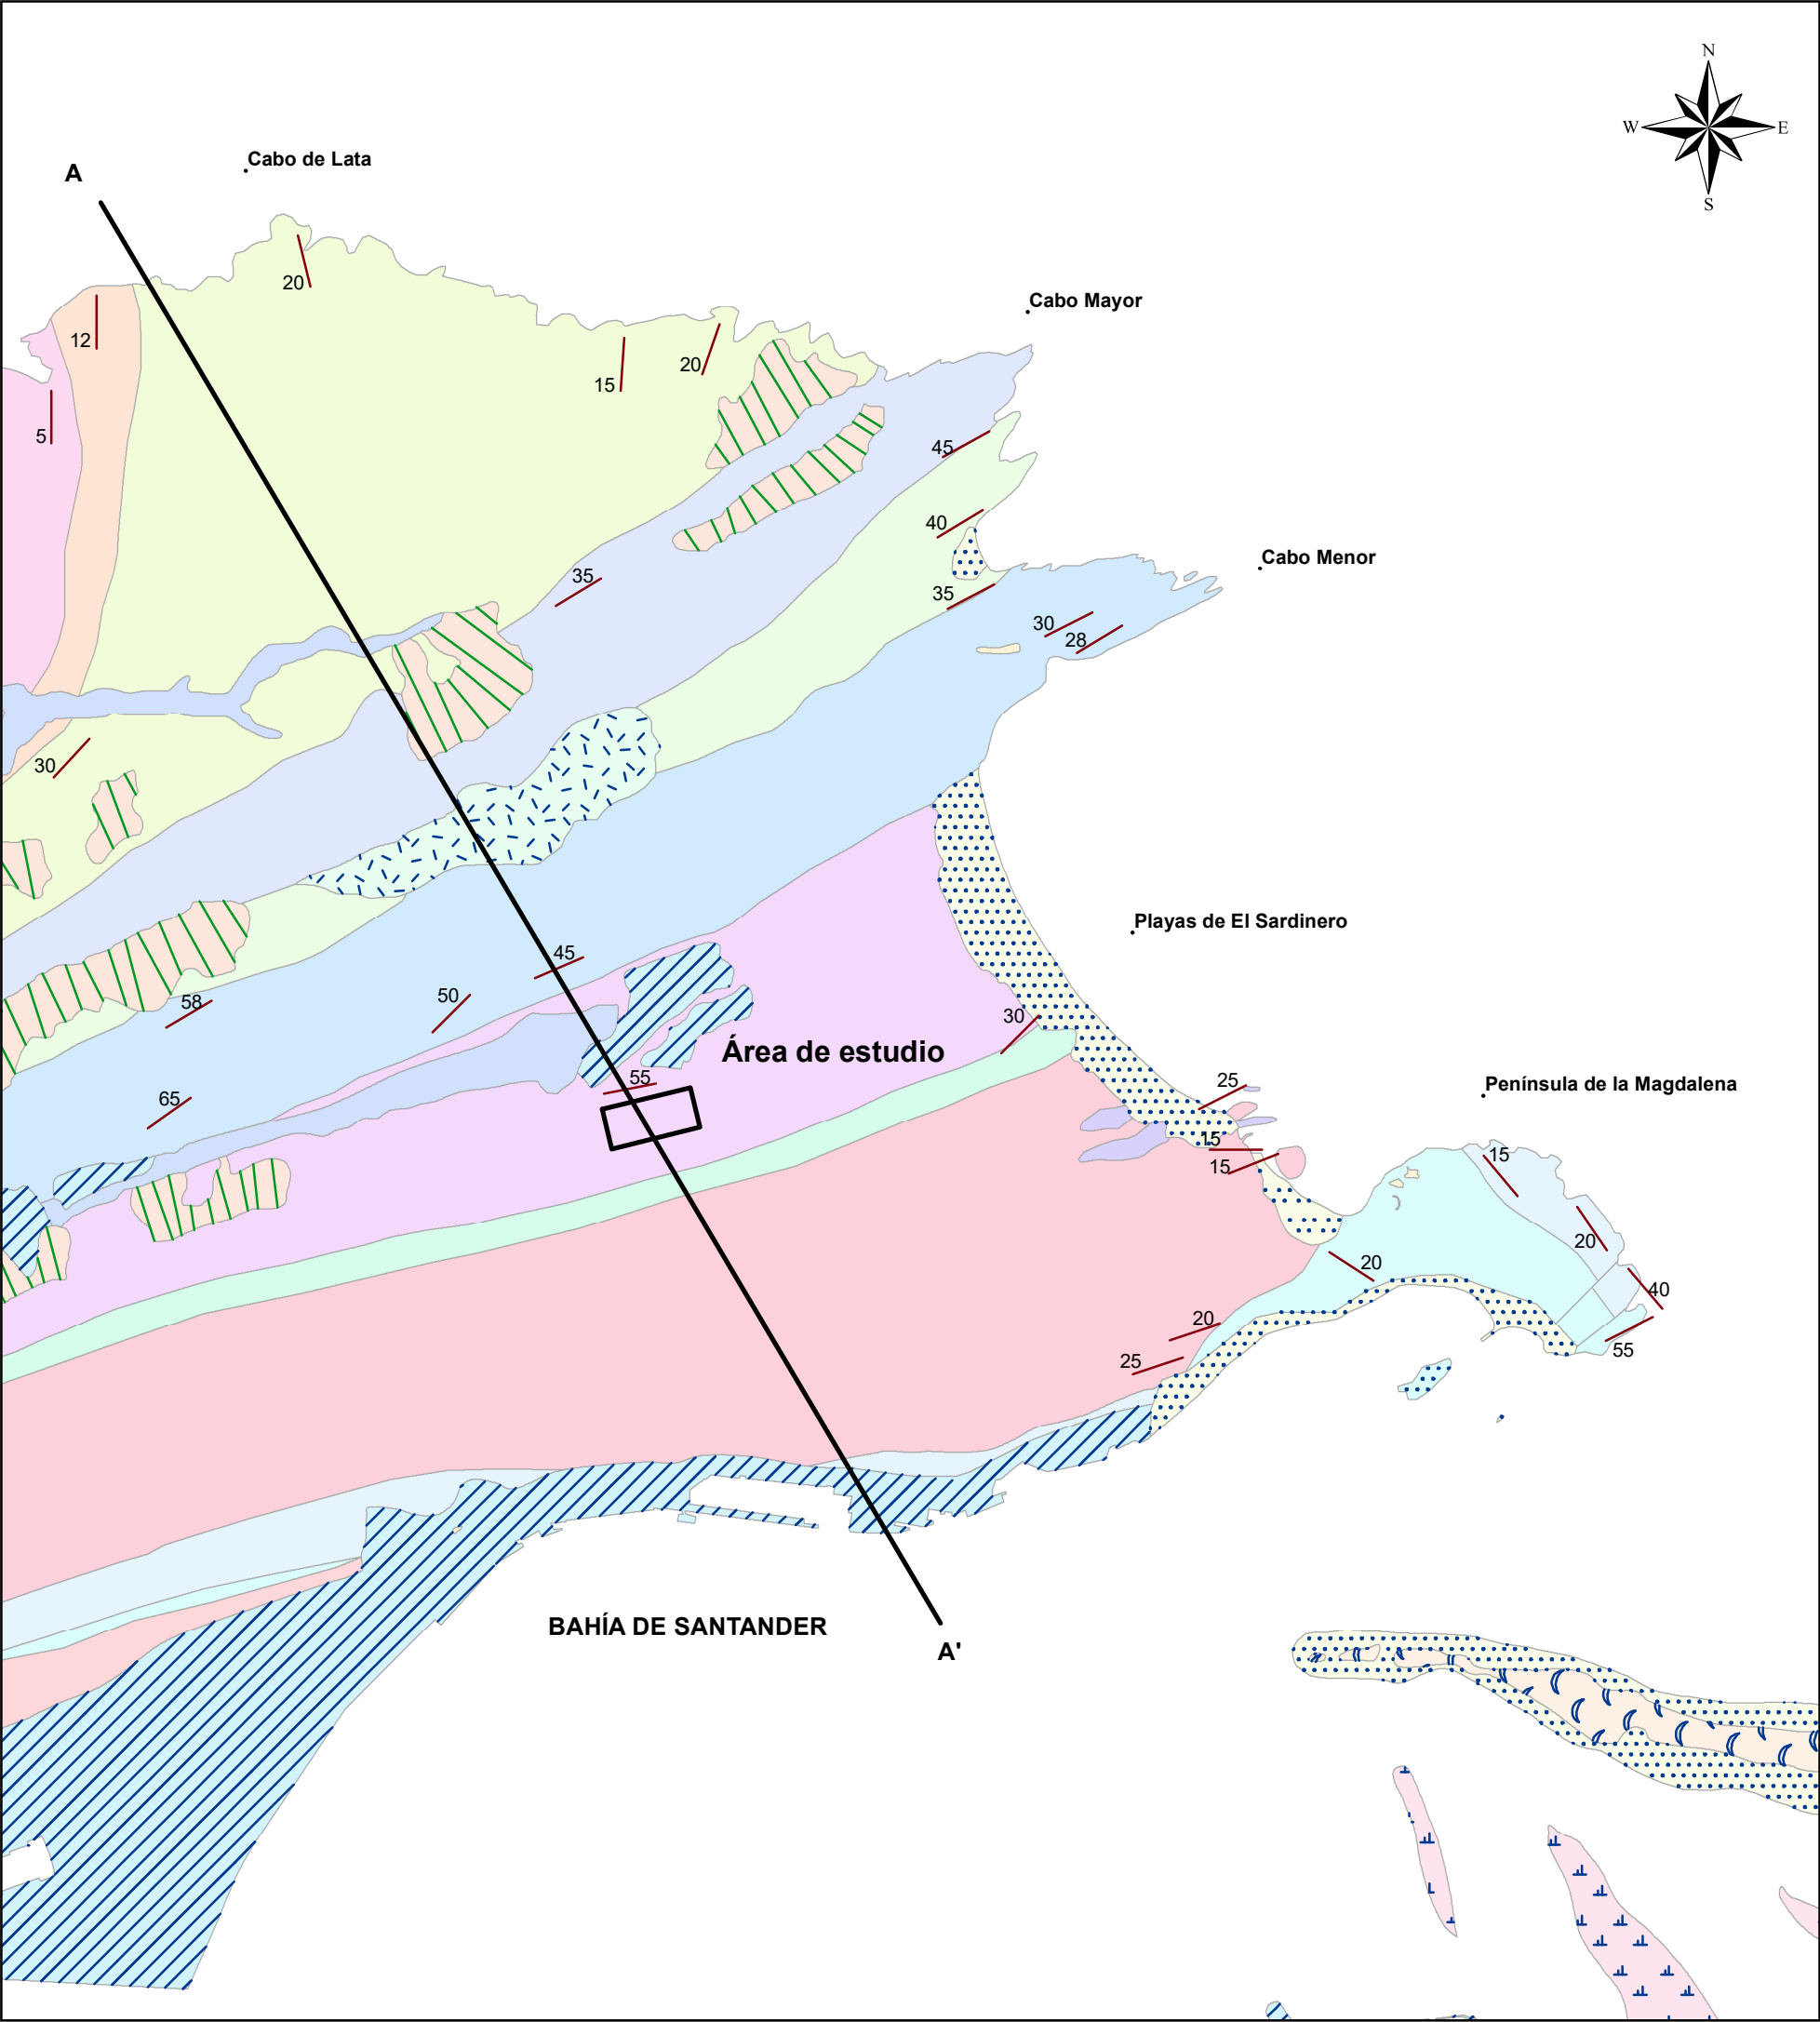 N
W E
S
A
Cabo de Lata
20
12
Cabo Mayor
15
20
5
45
40
Cabo Menor
35
35
30
28
30
Playas de El Sardinero
45
58
50
30
Área de estudio
55
25
Península de la Magdalena
65
15
15
15
20
20
40
20
25
55
BAHÍA DE SANTANDER
A'